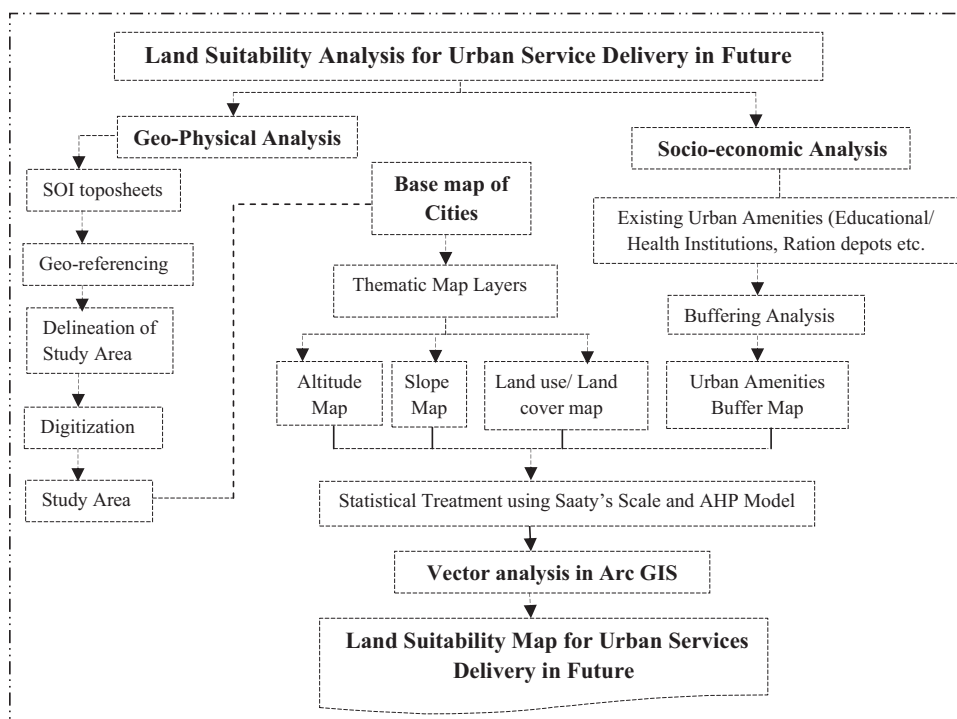 Land Suitability Analysis for Urban Service Delivery in Future
Geo-Physical Analysis
Socio-economic Analysis
SOI toposheets
Geo-referencing
Delineation of
Study Area
Digitization
Study Area
Base map of
Cities
Thematic Map Layers
Altitude
Map
Slope
Map
Land use/ Land
cover map
Existing Urban Amenities (Educational/
Health Institutions, Ration depots etc.
Buffering Analysis
Urban Amenities
Buffer Map
Statistical Treatment using Saaty’s Scale and AHP Model
Vector analysis in Arc GIS
Land Suitability Map for Urban Services
Delivery in Future